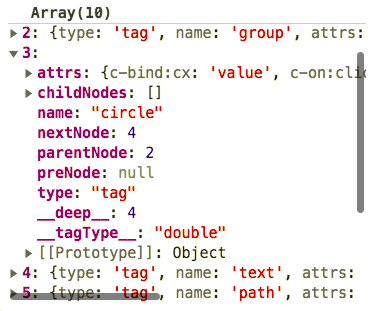 Array(10)
2: {type: 'tag', name: 'group', attrs:
3:
attrs: {c-bind:cx: 'value', c-on:clic
childNodes: []
name: "circle"
nextNode: 4
parentNode: 2
preNode: null
type: "tag"
__deep__: 4
__tagType__: "double"
[[Prototype]]: Object
4: {type: 'tag', name: 'text', attrs:
5: {type: 'tag', name: 'path', attrs: